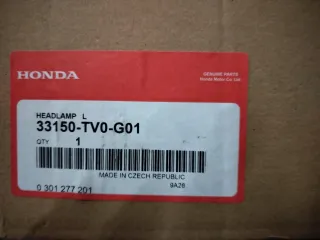 HONDA
GENUINE PARTS
Honda Motor Co., Ltd.
HEADLAMP L
33150-TV0-G01
QTY 1
MADE IN CZECH REPUBLIC
9A26
0 301 277 201